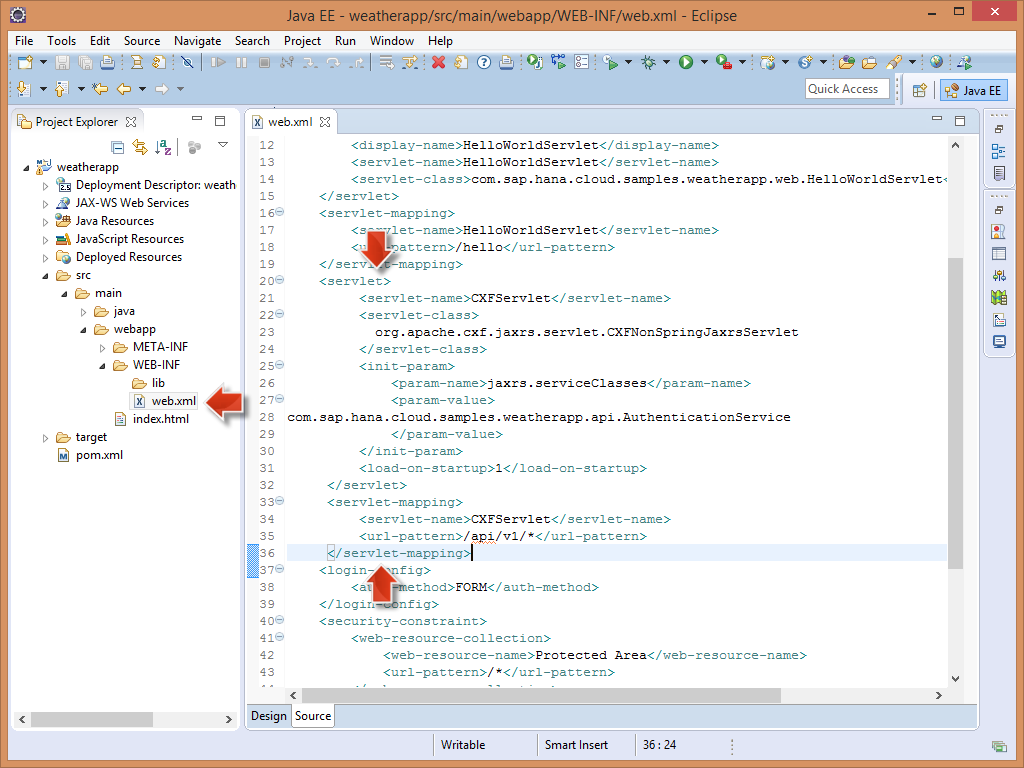 Java EE - weatherapp/src/main/webapp/WEB-INF/web.xml - Eclipse
File Tools Edit Source Navigate Search Project Run Window Help
Quick Access
Java EE
Project Explorer
weatherapp
Deployment Descriptor: weath
JAX-WS Web Services
Java Resources
JavaScript Resources
Deployed Resources
src
main
java
webapp
META-INF
WEB-INF
lib
web.xml
index.html
target
pom.xml
web.xml
12 <display-name>HelloWorldServlet</display-name>
13 <servlet-name>HelloWorldServlet</servlet-name>
14 <servlet-class>com.sap.hana.cloud.samples.weatherapp.web.HelloWorldServlet<
15 </servlet>
16 <servlet-mapping>
17 <servlet-name>HelloWorldServlet</servlet-name>
18 /hello</url-pattern>
19 </servlet-mapping>
20 <servlet>
21 <servlet-name>CXFServlet</servlet-name>
22 <servlet-class>
23 org.apache.cxf.jaxrs.servlet.CXFNonSpringJaxrsServlet
24 </servlet-class>
25 <init-param>
26 <param-name>jaxrs.serviceClasses</param-name>
27 <param-value>
28 com.sap.hana.cloud.samples.weatherapp.api.AuthenticationService
29 </param-value>
30 </init-param>
31 <load-on-startup>1</load-on-startup>
32 </servlet>
33 <servlet-mapping>
34 <servlet-name>CXFServlet</servlet-name>
35 <url-pattern>/api/v1/*</url-pattern>
36 </servlet-mapping>
37 <login-config>
38 <auth-method>FORM</auth-method>
39 </login-config>
40 <security-constraint>
41 <web-resource-collection>
42 <web-resource-name>Protected Area</web-resource-name>
43 <url-pattern>/*</url-pattern>
Design Source
Writable Smart Insert 36 : 24